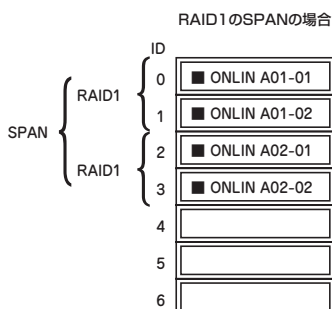 RAID1のSPANの場合
ID
0 ■ ONLIN A01-01
RAID1
1 ■ ONLIN A01-02
SPAN
2 ■ ONLIN A02-01
RAID1
3 ■ ONLIN A02-02
4
5
6